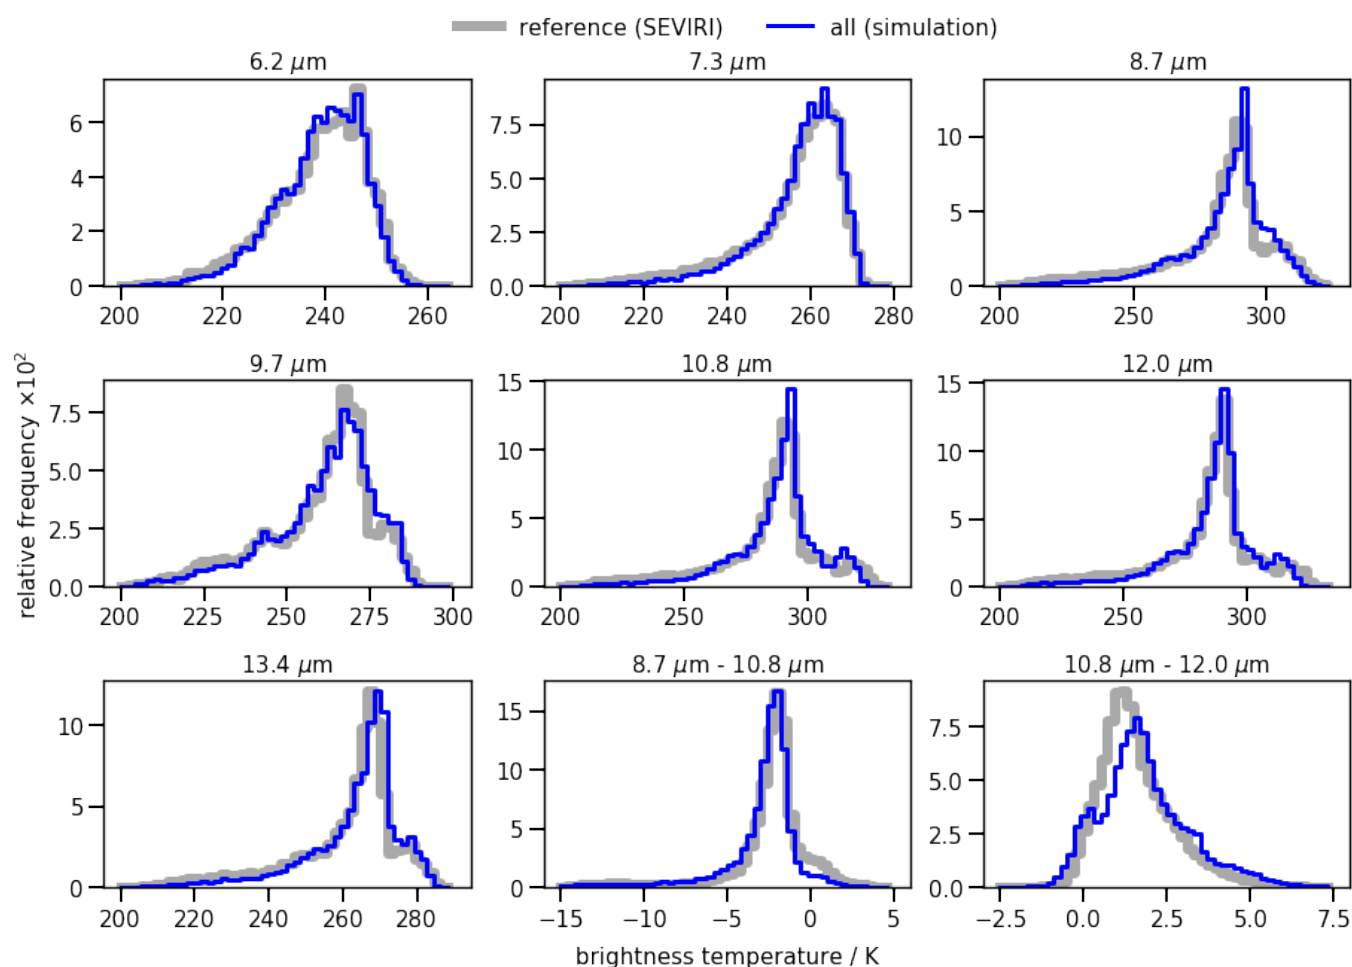 reference (SEVIRI) all (simulation)
6.2 μm 7.3 μm 8.7 μm
6 4 2 0
7.5 5.0 2.5 0.0
10 5 0
200 220 240 260
200 220 240 260 280
200 250 300
relative frequency ×10²
9.7 μm 10.8 μm 12.0 μm
7.5 5.0 2.5 0.0
15 10 5 0
15 10 5 0
200 225 250 275 300
200 250 300
200 250 300
13.4 μm 8.7 μm - 10.8 μm 10.8 μm - 12.0 μm
10 5 0
15 10 5 0
7.5 5.0 2.5 0.0
200 220 240 260 280
−15 −10 −5 0 5
−2.5 0.0 2.5 5.0 7.5
brightness temperature / K